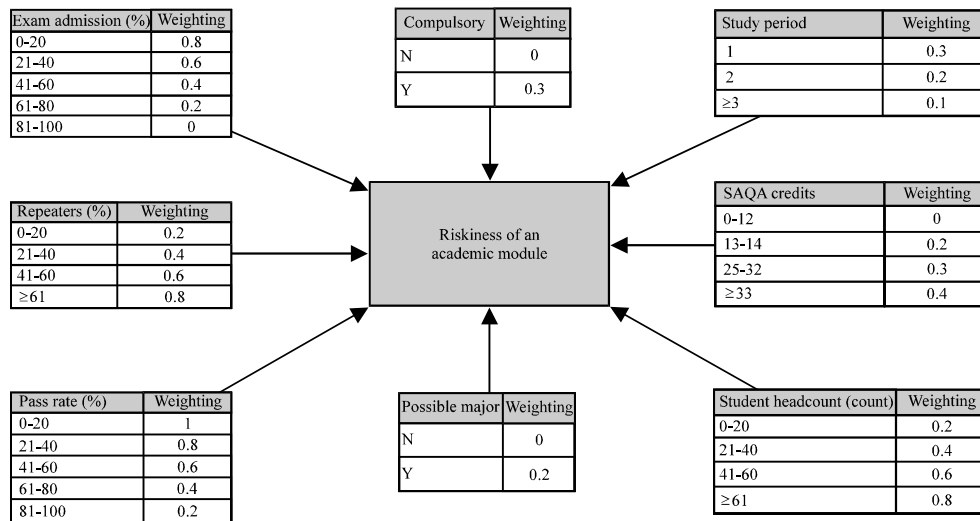 Exam admission (%) Weighting
0-20 0.8
21-40 0.6
41-60 0.4
61-80 0.2
81-100 0
Compulsory Weighting
N 0
Y 0.3
Study period Weighting
1 0.3
2 0.2
≥3 0.1
Repeaters (%) Weighting
0-20 0.2
21-40 0.4
41-60 0.6
≥61 0.8
Riskiness of an
academic module
SAQA credits Weighting
0-12 0
13-14 0.2
25-32 0.3
≥33 0.4
Pass rate (%) Weighting
0-20 1
21-40 0.8
41-60 0.6
61-80 0.4
81-100 0.2
Possible major Weighting
N 0
Y 0.2
Student headcount (count) Weighting
0-20 0.2
21-40 0.4
41-60 0.6
≥61 0.8